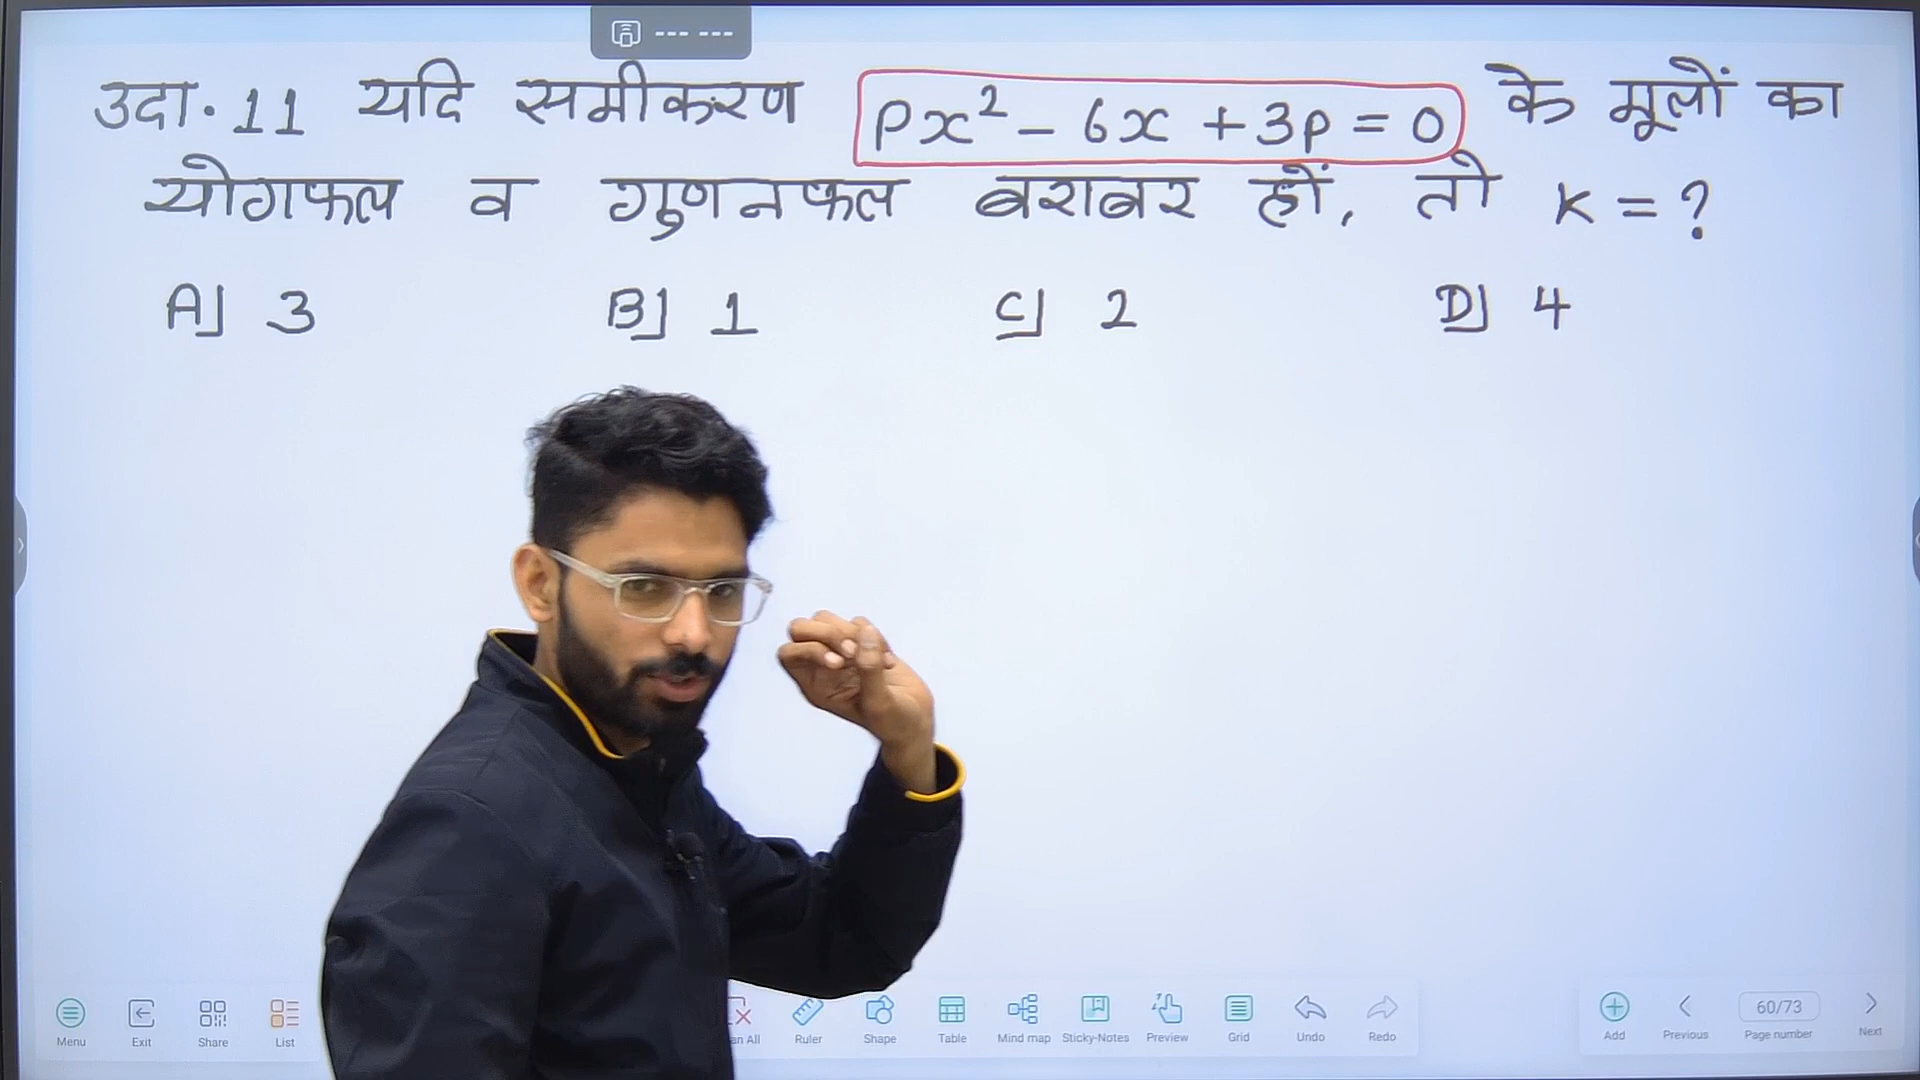 उदा. 11 यदि समीकरण px² - 6x + 3p = 0 के मूलों का
योगफल व गुणनफल बराबर हों, तो K = ?
A] 3 B] 1 C] 2 D] 4
Menu Exit Share List an All Ruler Shape Table Mind map Sticky-Notes Preview Grid Undo Redo Add Previous 60/73 Page number Next